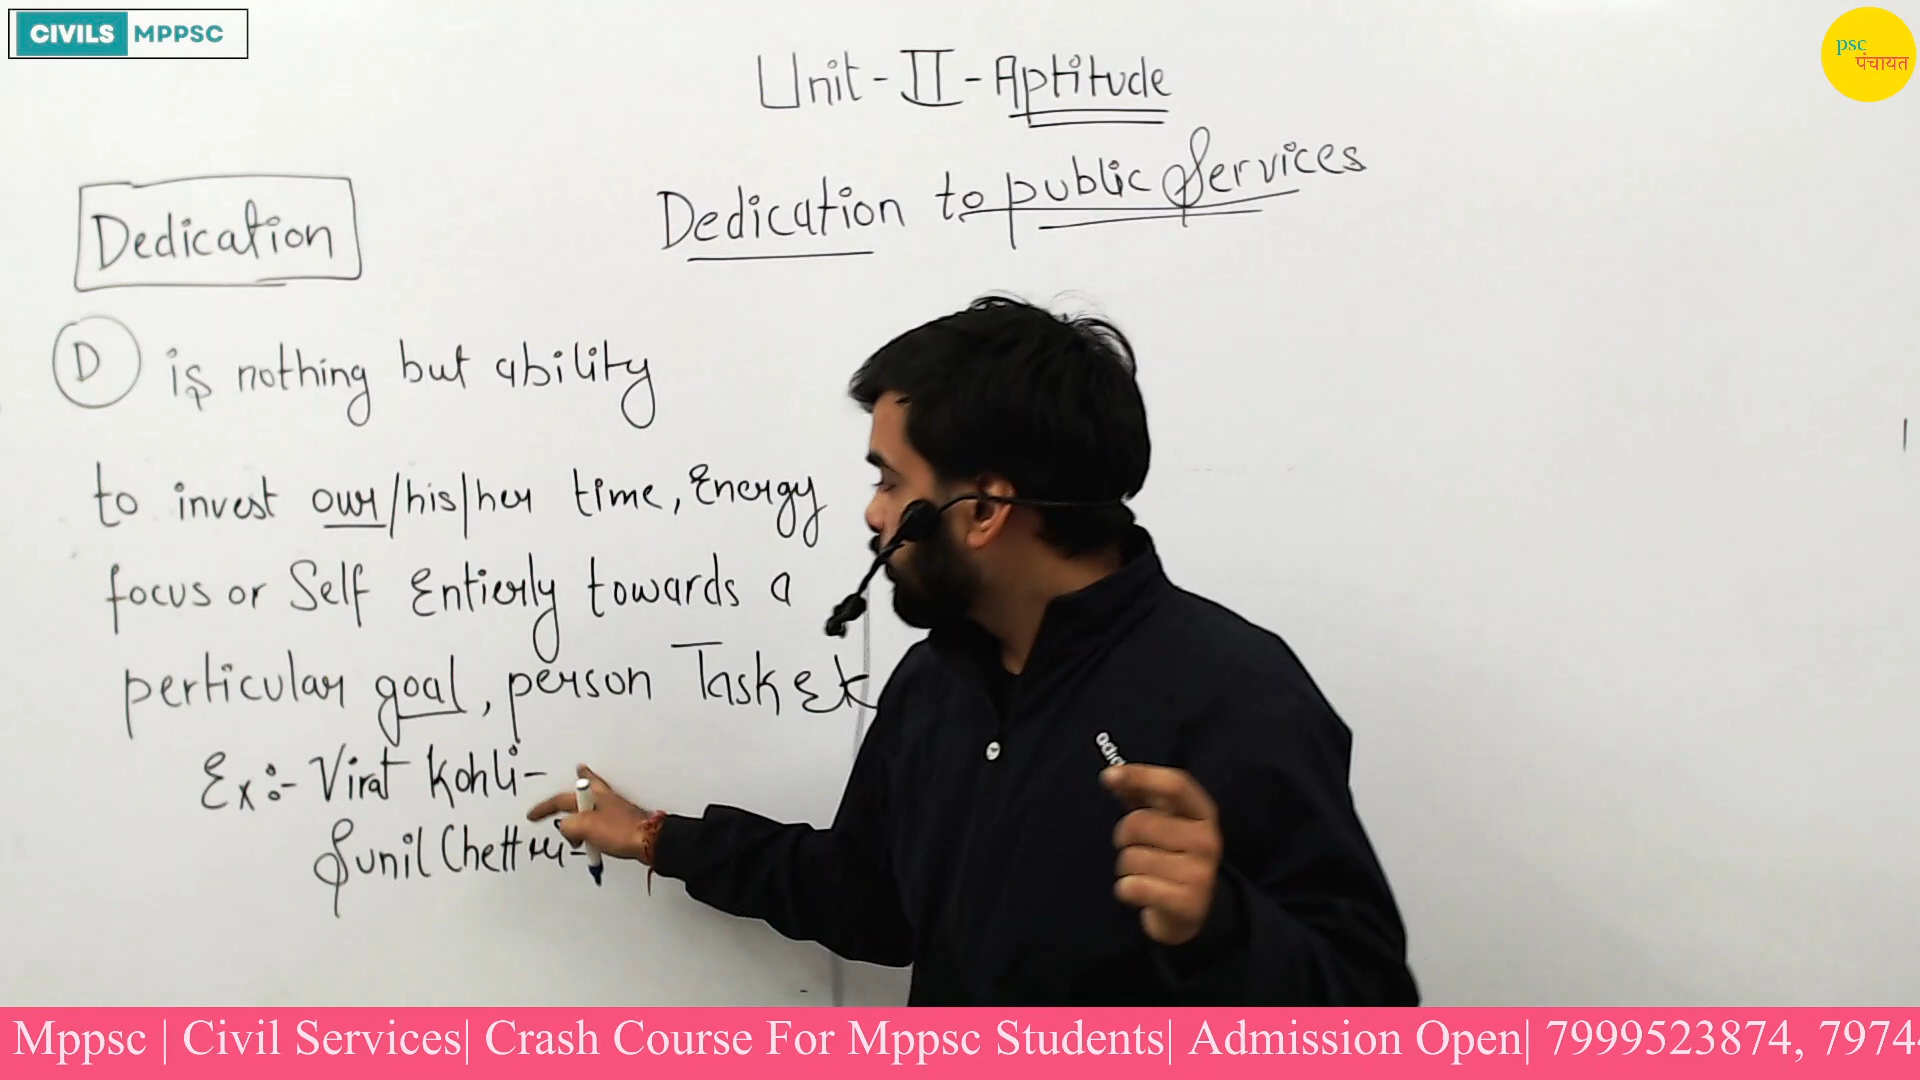 CIVILS MPPSC
psc
पंचायत
Unit - II - Aptitude
Dedication to public Services
Dedication
D is nothing but ability
to invest our/his/her time, Energy
focus or Self Entierly towards a
perticular goal, person Task
Ex:- Virat Kohli -
Sunil Chettri -
Mppsc | Civil Services| Crash Course For Mppsc Students| Admission Open| 7999523874, 7974